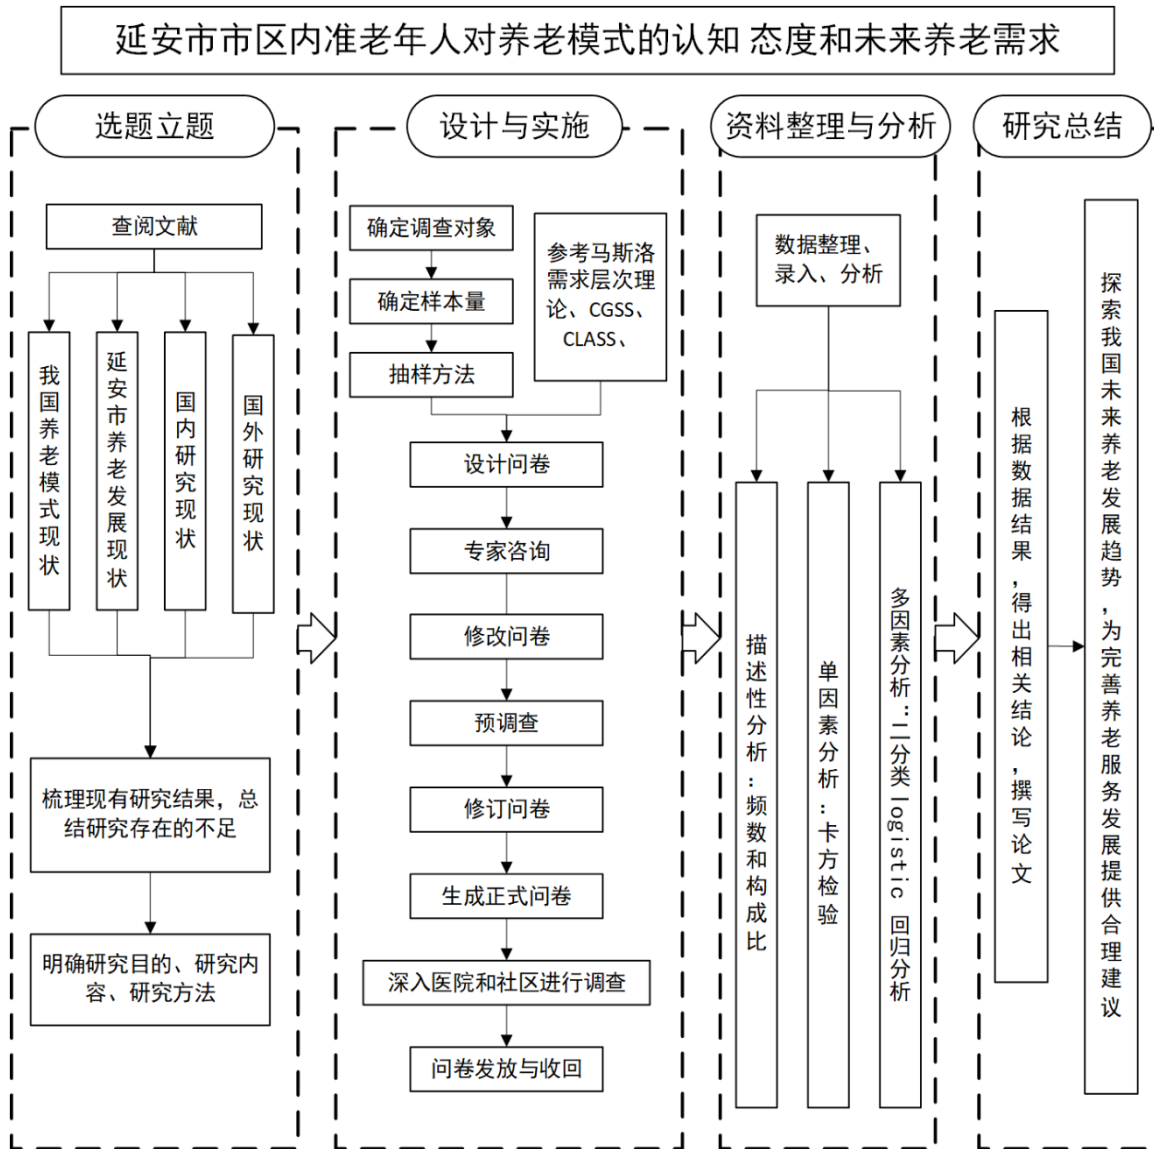 延安市市区内准老年人对养老模式的认知 态度和未来养老需求
选题立题
查阅文献
我国养老模式现状
延安市养老发展现状
国内研究现状
国外研究现状
梳理现有研究结果，总
结研究存在的不足
明确研究目的、研究内
容、研究方法
设计与实施
确定调查对象
确定样本量
抽样方法
参考马斯洛
需求层次理
论、CGSS、
CLASS、
设计问卷
专家咨询
修改问卷
预调查
修订问卷
生成正式问卷
深入医院和社区进行调查
问卷发放与收回
资料整理与分析
数据整理、
录入、分析
描述性分析：频数和构成比
单因素分析：卡方检验
多因素分析：二分类logistic 回归分析
研究总结
根据数据结果，得出相关结论，撰写论文
探索我国未来养老发展趋势，为完善养老服务发展提供合理建议